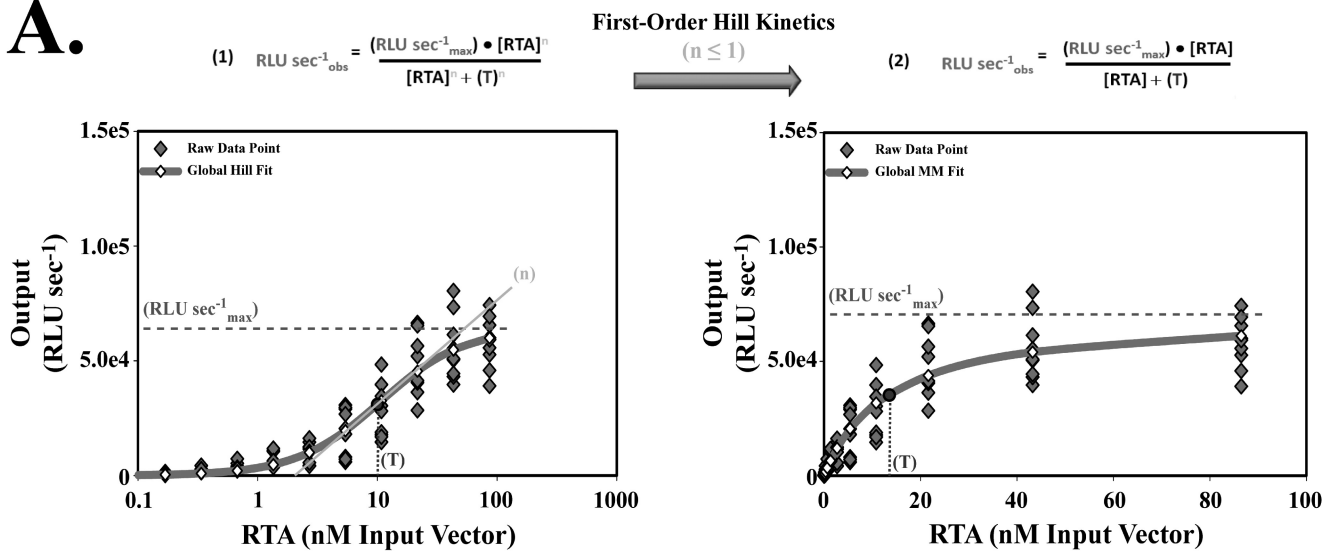 A.
First-Order Hill Kinetics
(n ≤ 1)
(1) RLU sec⁻¹obs = (RLU sec⁻¹max) • [RTA]ⁿ
[RTA]ⁿ + (T)ⁿ
(2) RLU sec⁻¹obs = (RLU sec⁻¹max) • [RTA]
[RTA] + (T)
1.5e5
Raw Data Point
Global Hill Fit
1.0e5
(n)
(RLU sec⁻¹max)
5.0e4
(T)
0
0.1 1 10 100 1000
Output
(RLU sec⁻¹)
RTA (nM Input Vector)
1.5e5
Raw Data Point
Global MM Fit
1.0e5
(RLU sec⁻¹max)
5.0e4
(T)
0
0 20 40 60 80 100
Output
(RLU sec⁻¹)
RTA (nM Input Vector)